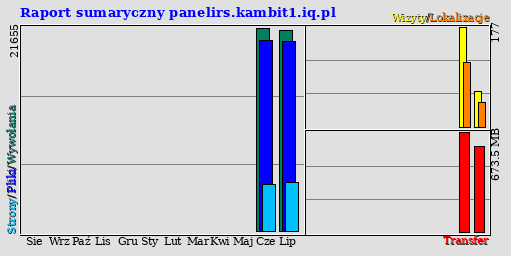 Raport sumaryczny panelirs.kambit1.iq.pl
Wizyty/Lokalizacje
21655
177
Strony/Pliki/Wywołania
673.5 MB
Sie Wrz Paź Lis Gru Sty Lut Mar Kwi Maj Cze Lip
Transfer